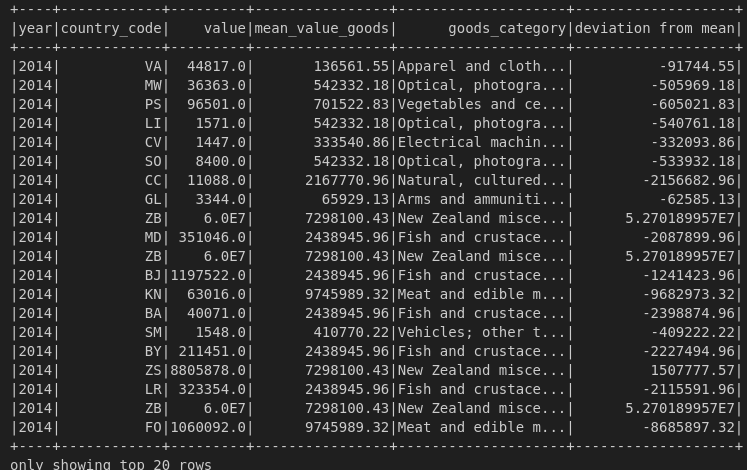 +----+------------+---------+----------------+--------------------+-------------------+
|year|country_code|    value|mean_value_goods|      goods_category|deviation from mean|
+----+------------+---------+----------------+--------------------+-------------------+
|2014|          VA|  44817.0|       136561.55|Apparel and cloth...|          -91744.55|
|2014|          MW|  36363.0|       542332.18|Optical, photogra...|         -505969.18|
|2014|          PS|  96501.0|       701522.83|Vegetables and ce...|         -605021.83|
|2014|          LI|   1571.0|       542332.18|Optical, photogra...|         -540761.18|
|2014|          CV|   1447.0|       333540.86|Electrical machin...|         -332093.86|
|2014|          SO|   8400.0|       542332.18|Optical, photogra...|         -533932.18|
|2014|          CC|  11088.0|      2167770.96|Natural, cultured...|        -2156682.96|
|2014|          GL|   3344.0|        65929.13|Arms and ammuniti...|          -62585.13|
|2014|          ZB|    6.0E7|      7298100.43|New Zealand misce...|     5.270189957E7|
|2014|          MD| 351046.0|      2438945.96|Fish and crustace...|        -2087899.96|
|2014|          ZB|    6.0E7|      7298100.43|New Zealand misce...|     5.270189957E7|
|2014|          BJ|1197522.0|      2438945.96|Fish and crustace...|        -1241423.96|
|2014|          KN|  63016.0|      9745989.32|Meat and edible m...|        -9682973.32|
|2014|          BA|  40071.0|      2438945.96|Fish and crustace...|        -2398874.96|
|2014|          SM|   1548.0|       410770.22|Vehicles; other t...|         -409222.22|
|2014|          BY| 211451.0|      2438945.96|Fish and crustace...|        -2227494.96|
|2014|          ZS|8805878.0|      7298100.43|New Zealand misce...|         1507777.57|
|2014|          LR| 323354.0|      2438945.96|Fish and crustace...|        -2115591.96|
|2014|          ZB|    6.0E7|      7298100.43|New Zealand misce...|     5.270189957E7|
|2014|          FO|1060092.0|      9745989.32|Meat and edible m...|        -8685897.32|
+----+------------+---------+----------------+--------------------+-------------------+
only showing top 20 rows